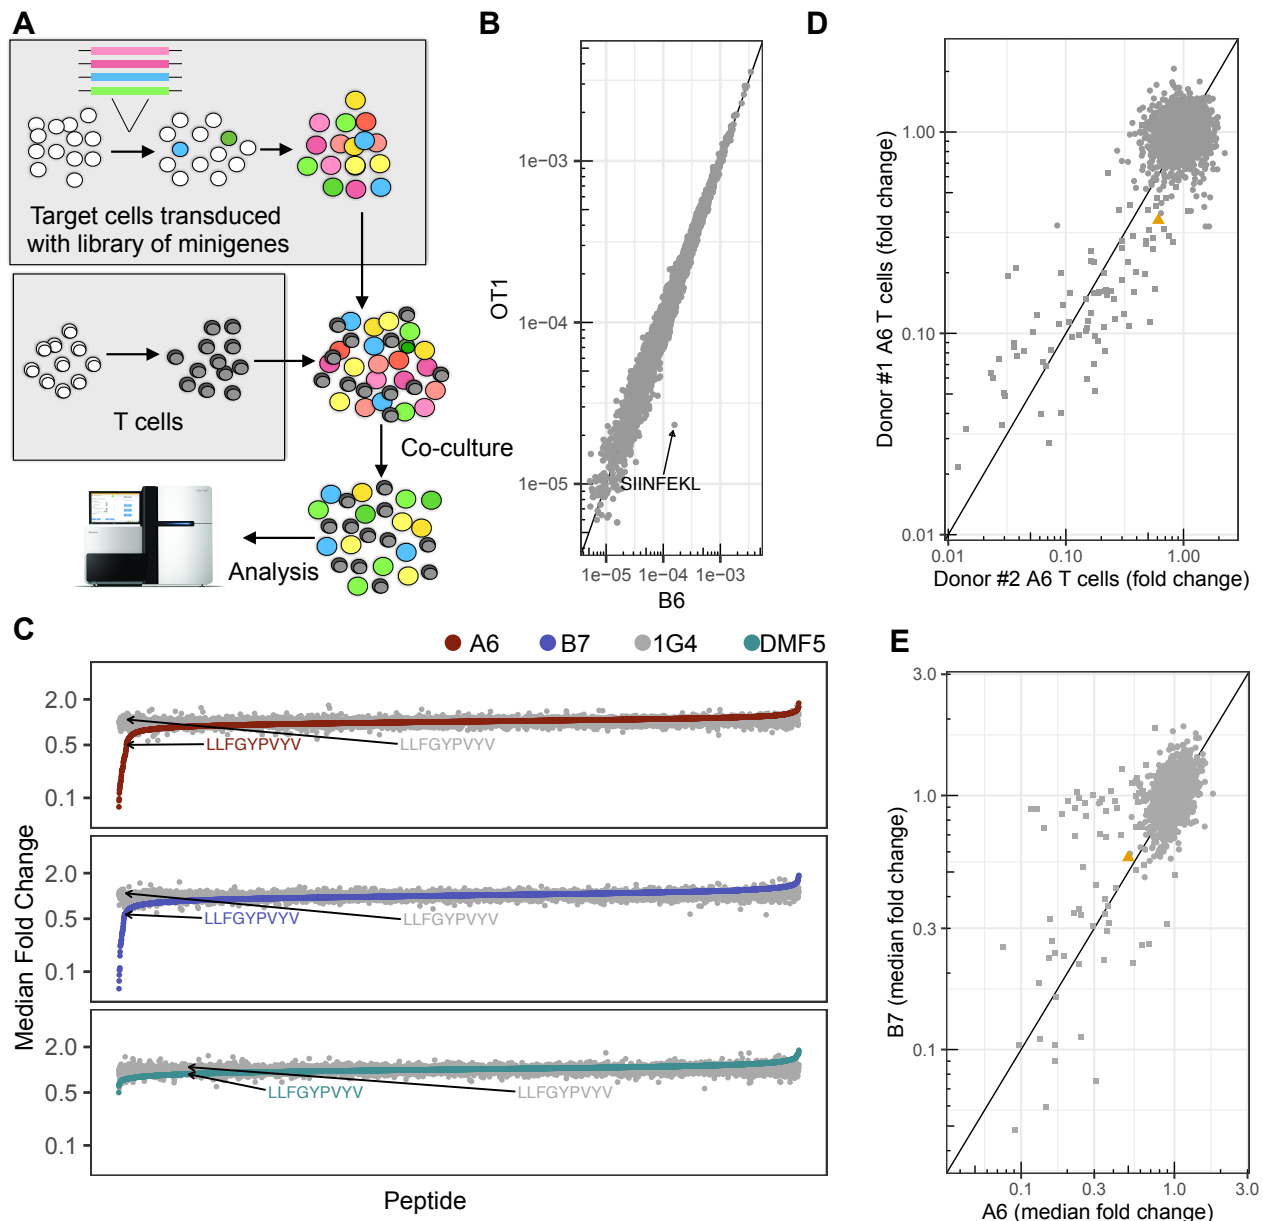 A
Target cells transduced
with library of minigenes
T cells
Co-culture
Analysis
B
OT1
1e−03
1e−04
1e−05
SIINFEKL
1e−05 1e−04 1e−03
B6
D
Donor #1 A6 T cells (fold change)
1.00
0.10
0.01
0.01 0.10 1.00
Donor #2 A6 T cells (fold change)
C
A6 B7 1G4 DMF5
Median Fold Change
2.0
0.5
0.1
LLFGYPVYV LLFGYPVYV
2.0
0.5
0.1
LLFGYPVYV LLFGYPVYV
2.0
0.5
0.1
LLFGYPVYV LLFGYPVYV
Peptide
E
B7 (median fold change)
3.0
1.0
0.3
0.1
0.1 0.3 1.0 3.0
A6 (median fold change)